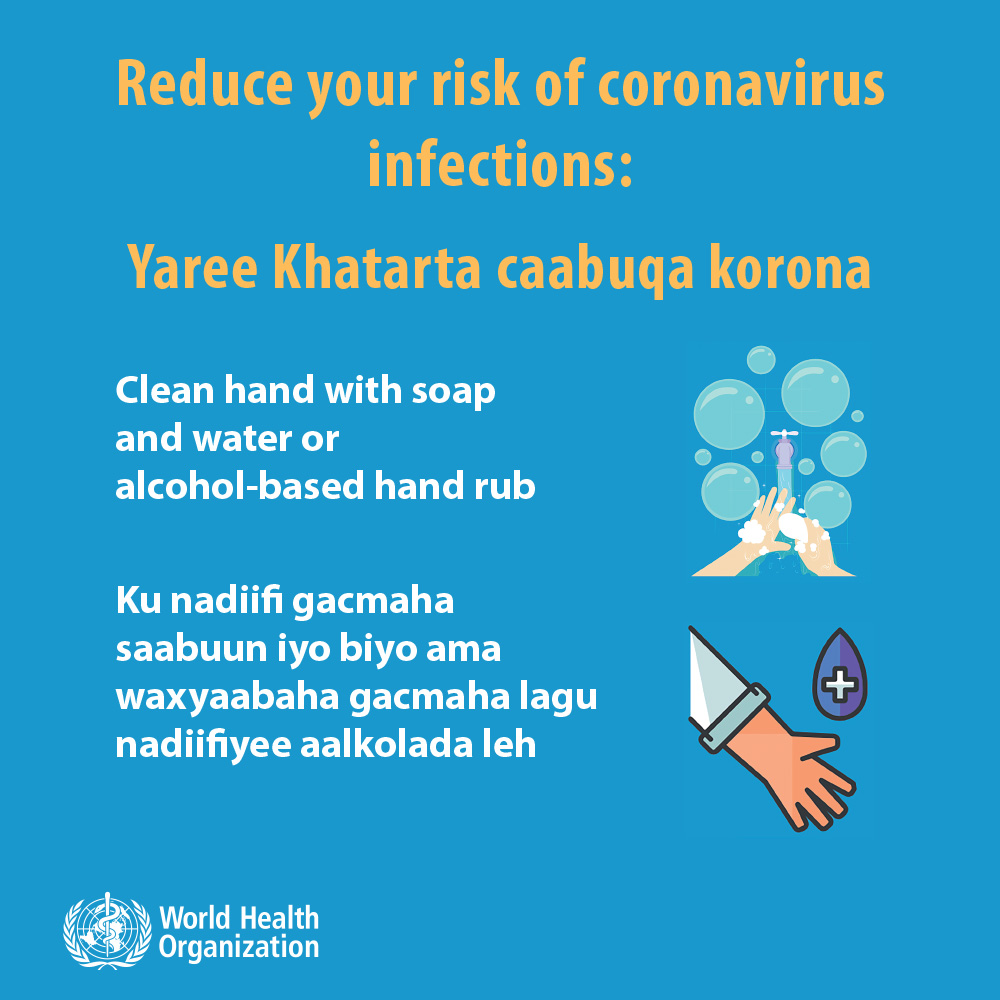 Reduce your risk of coronavirus
infections:
Yaree Khatarta caabuqa korona
Clean hand with soap
and water or
alcohol-based hand rub
Ku nadiifi gacmaha
saabuun iyo biyo ama
waxyaabaha gacmaha lagu
nadiifiyee aalkolada leh
World Health
Organization